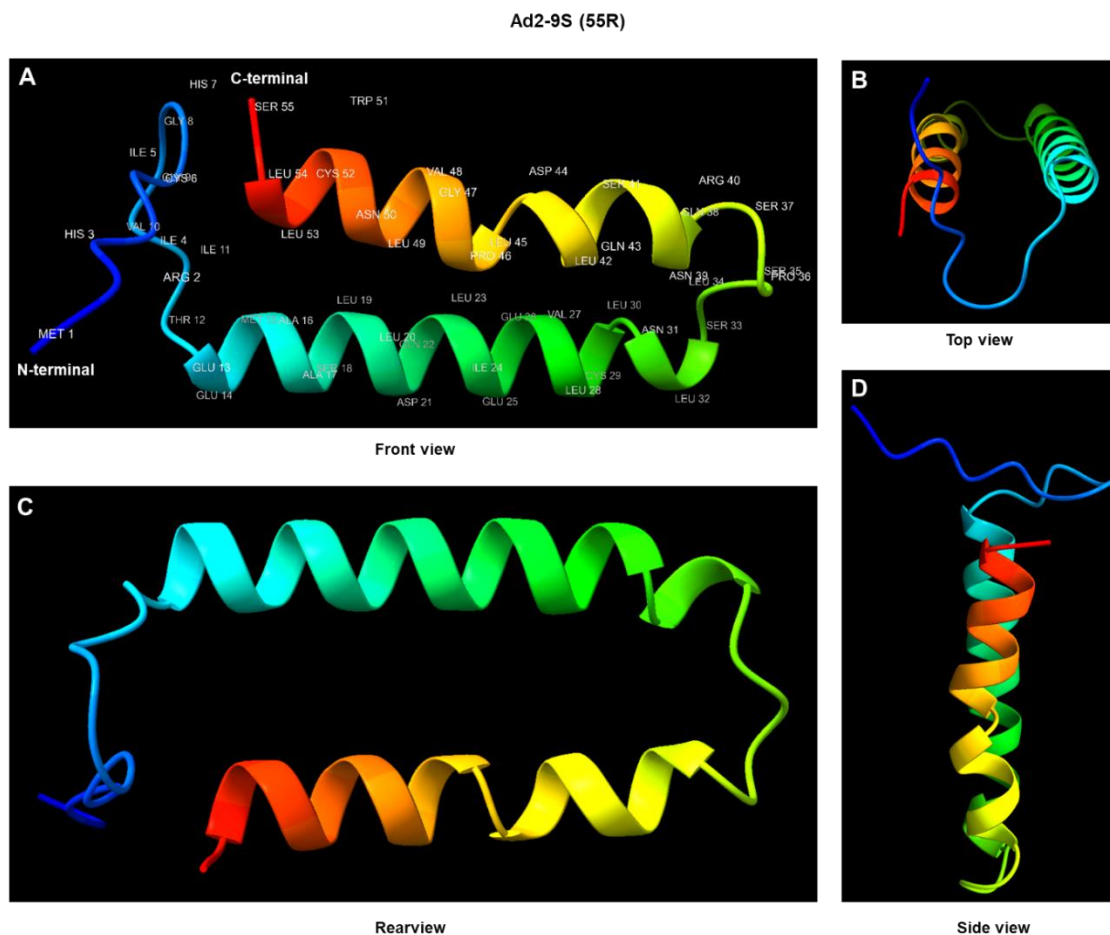 Ad2-9S (55R)
A
HIS 7
C-terminal
SER 55
TRP 51
GLY 8
ILE 5
CYS 6
LEU 54
CYS 52
VAL 48
GLY 47
ASP 44
ARG 40
SER 37
HIS 3
VAL 10
ILE 4
ILE 11
ASN 50
LEU 53
LEU 49
LEU 45
PRO 46
GLN 43
LEU 42
ARG 2
ASN 39
LEU 34
SER 35
PRO 36
MET 1
THR 12
ALA 16
LEU 19
LEU 23
VAL 27
LEU 30
ASN 31
SER 33
LEU 20
N-terminal
GLU 13
ALA 17
ILE 24
CYS 29
GLU 14
ASP 21
GLU 25
LEU 28
LEU 32
Front view
B
Top view
C
Rearview
D
Side view